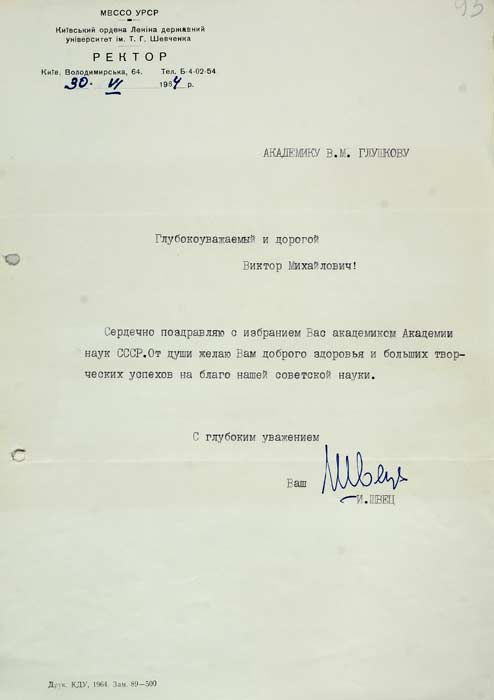 95
МВССО УРСР
Київський ордена Леніна державний
університет ім. Т. Г. Шевченка
РЕКТОР
Київ, Володимирська, 64. Тел. Б-4-02-54
30. VI 1964 р.
АКАДЕМИКУ В.М. ГЛУШКОВУ
Глубокоуважаемый и дорогой
Виктор Михайлович!
Сердечно поздравляю с избранием Вас академиком Академии
наук СССР.От души желаю Вам доброго здоровья и больших твор-
ческих успехов на благо нашей советской науки.
С глубоким уважением
Ваш Швец
И.ШВЕЦ
Друк. КДУ, 1964. Зам. 89—500